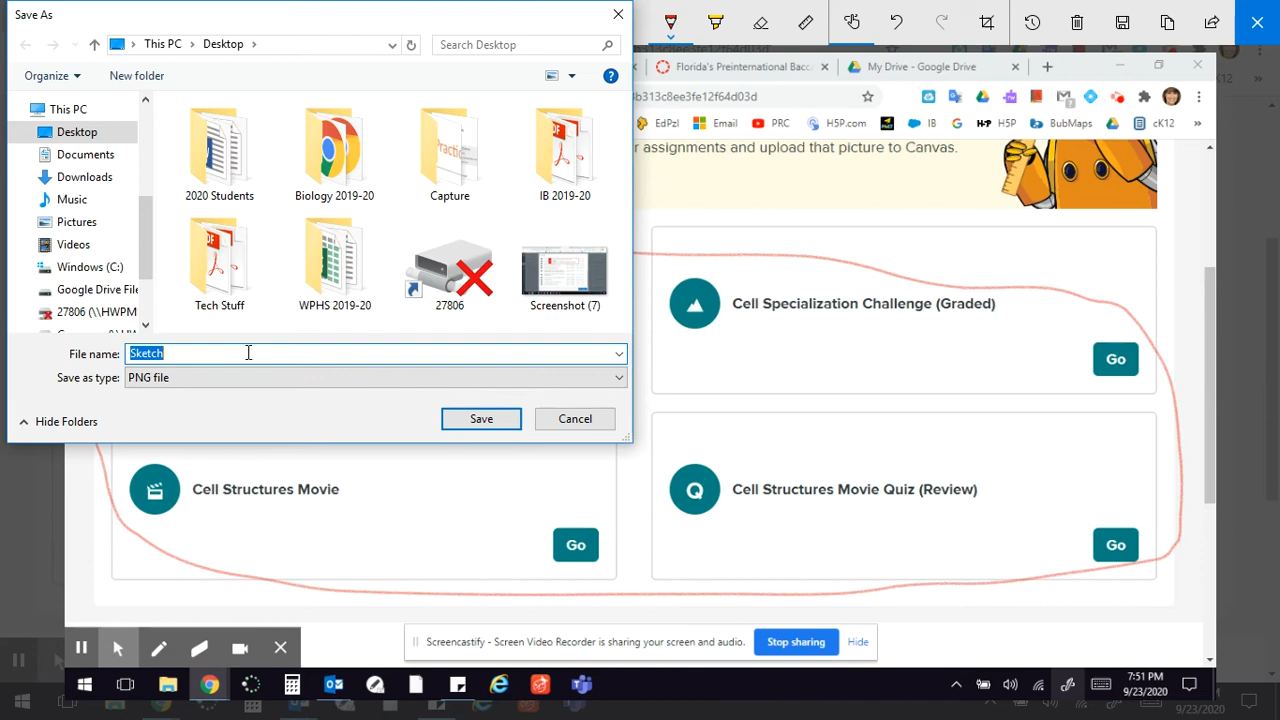 Save As
This PC
Desktop
Search Desktop
Organize
New folder
This PC
Desktop
Documents
Downloads
Music
Pictures
Videos
Windows (C:)
Google Drive File
27806 (\\HWPM
2020 Students
Biology 2019-20
Capture
IB 2019-20
Tech Stuff
WPHS 2019-20
27806
Screenshot (7)
File name:
Sketch
Save as type:
PNG file
Hide Folders
Save
Cancel
Florida's Preinternational Bacc
My Drive - Google Drive
b313c8ee3fe12f64d03d
EdPzl
Email
PRC
H5P.com
IB
H5P
BubMaps
cK12
r assignments and upload that picture to Canvas.
Cell Specialization Challenge (Graded)
Go
Cell Structures Movie
Go
Cell Structures Movie Quiz (Review)
Go
Screencastify - Screen Video Recorder is sharing your screen and audio.
Stop sharing
Hide
7:51 PM
9/23/2020
9/23/2020